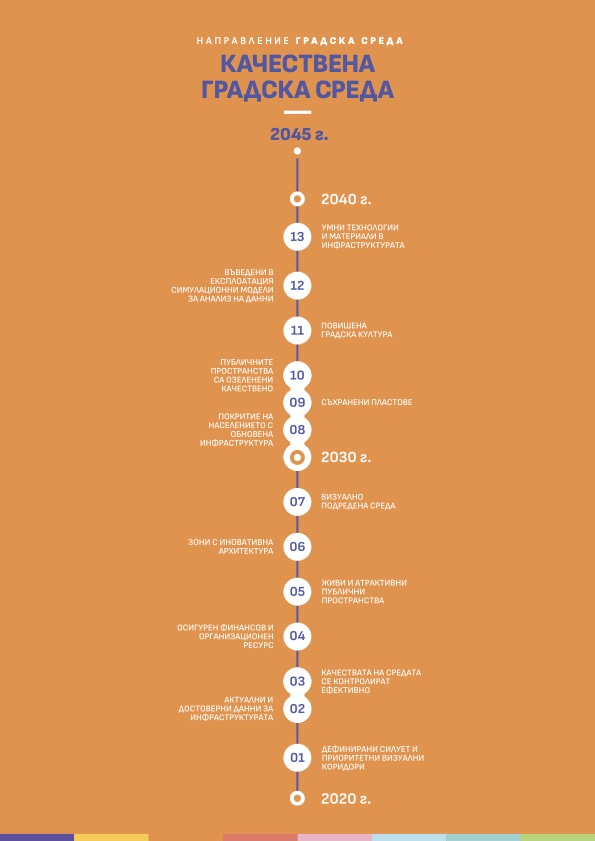 НАПРАВЛЕНИЕ ГРАДСКА СРЕДА
КАЧЕСТВЕНА
ГРАДСКА СРЕДА
2045 г.
2040 г.
13
УМНИ ТЕХНОЛОГИИ
И МАТЕРИАЛИ В
ИНФРАСТРУКТУРАТА
ВЪВЕДЕНИ В
ЕКСПЛОАТАЦИЯ
СИМУЛАЦИОННИ МОДЕЛИ
ЗА АНАЛИЗ НА ДАННИ
12
11
ПОВИШЕНА
ГРАДСКА КУЛТУРА
ПУБЛИЧНИТЕ
ПРОСТРАНСТВА
СА ОЗЕЛЕНЕНИ
КАЧЕСТВЕНО
10
09
СЪХРАНЕНИ ПЛАСТОВЕ
ПОКРИТИЕ НА
НАСЕЛЕНИЕТО С
ОБНОВЕНА
ИНФРАСТРУКТУРА
08
2030 г.
07
ВИЗУАЛНО
ПОДРЕДЕНА СРЕДА
ЗОНИ С ИНОВАТИВНА
АРХИТЕКТУРА
06
05
ЖИВИ И АТРАКТИВНИ
ПУБЛИЧНИ
ПРОСТРАНСТВА
ОСИГУРЕН ФИНАНСОВ И
ОРГАНИЗАЦИОНЕН
РЕСУРС
04
03
КАЧЕСТВАТА НА СРЕДАТА
СЕ КОНТРОЛИРАТ
ЕФЕКТИВНО
АКТУАЛНИ И
ДОСТОВЕРНИ ДАННИ ЗА
ИНФРАСТРУКТУРАТА
02
01
ДЕФИНИРАНИ СИЛУЕТ И
ПРИОРИТЕТНИ ВИЗУАЛНИ
КОРИДОРИ
2020 г.